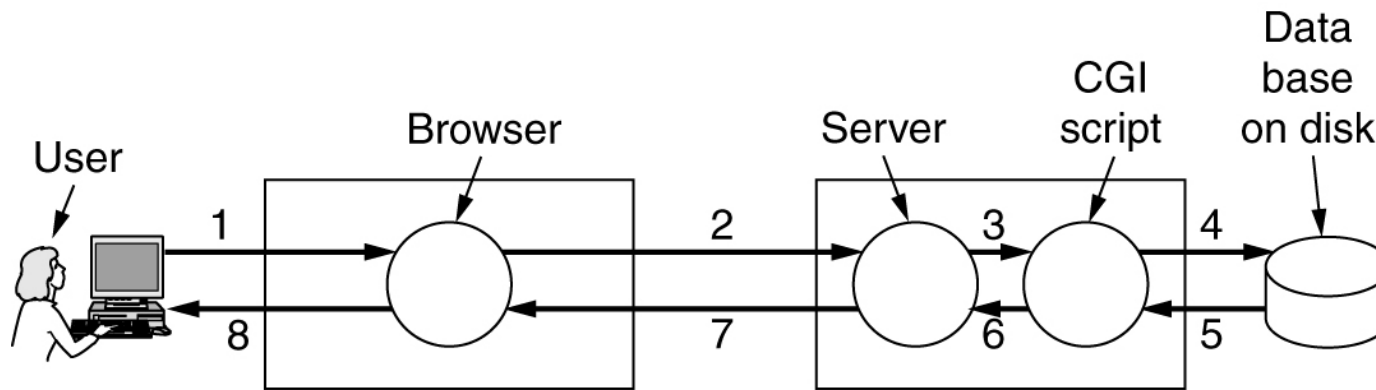 Data
base
on disk
CGI
script
Server
Browser
User
1
2
3
4
8
7
6
5